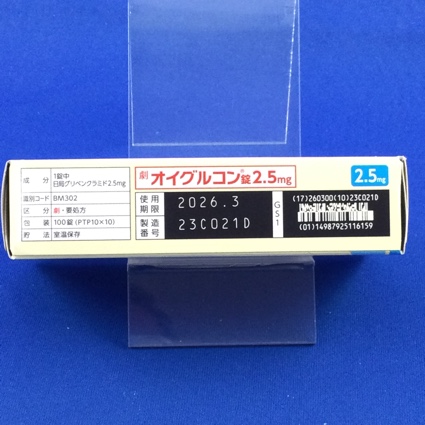 成分 1錠中 日局グリベンクラミド2.5mg
識別コード BM302
区分 劇・要処方
包装 100錠(PTP10×10)
貯法 室温保存
劇 オイグルコン®錠2.5mg
使用期限 2026.3
製造番号 23C021D
GS1
2.5mg
(17)260300(10)23C021D
(01)14987925116159